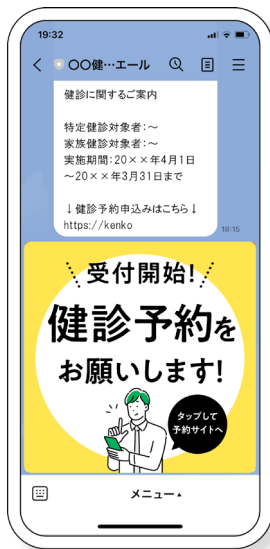 19:32
〇〇健…エール
健診に関するご案内
特定健診対象者：～
家族健診対象者：～
実施期間：20××年4月1日
～20××年3月31日まで
↓健診予約申込みはこちら↓
https://kenko
18:15
受付開始!
健診予約を
お願いします!
タップして
予約サイトへ
メニュー▲